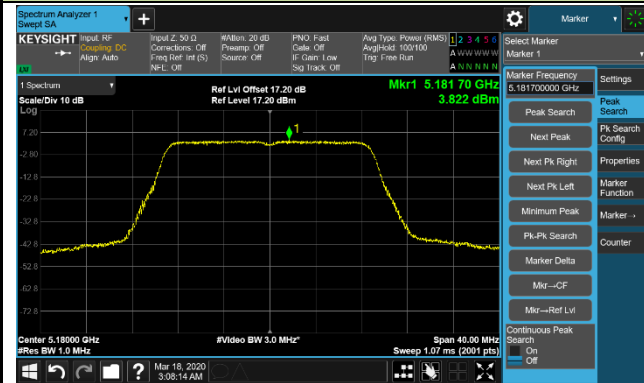 Spectrum Analyzer 1
Swept SA
Marker
KEYSIGHT
Input: RF
Coupling: DC
Align: Auto
Input Z: 50 Ω
Corrections: Off
Freq Ref: Int (S)
NFE: Off
#Atten: 20 dB
Preamp: Off
Source: Off
PNO: Fast
Gate: Off
IF Gain: Low
Sig Track: Off
Avg Type: Power (RMS)
Avg|Hold: 100/100
Trig: Free Run
1 2 3 4 5 6
A W W W W W
A N N N N N
Select Marker
Marker 1
1 Spectrum
Scale/Div 10 dB
Log
Ref Lvl Offset 17.20 dB
Ref Level 17.20 dBm
Mkr1 5.181 70 GHz
3.822 dBm
1
7.20
-2.80
-12.8
-22.8
-32.8
-42.8
-52.8
-62.8
-72.8
Center 5.18000 GHz
#Res BW 1.0 MHz
#Video BW 3.0 MHz*
Span 40.00 MHz
Sweep 1.07 ms (2001 pts)
Marker Frequency
5.181700000 GHz
Peak Search
Next Peak
Next Pk Right
Next Pk Left
Minimum Peak
Pk-Pk Search
Marker Delta
Mkr→CF
Mkr→Ref Lvl
Continuous Peak
Search
On
Off
Settings
Peak
Search
Pk Search
Config
Properties
Marker
Function
Marker→
Counter
Mar 18, 2020
3:08:14 AM